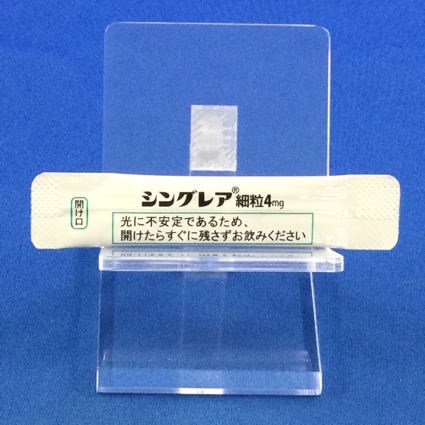 シングレア®細粒4mg
開け口
光に不安定であるため、
開けたらすぐに残さずお飲みください